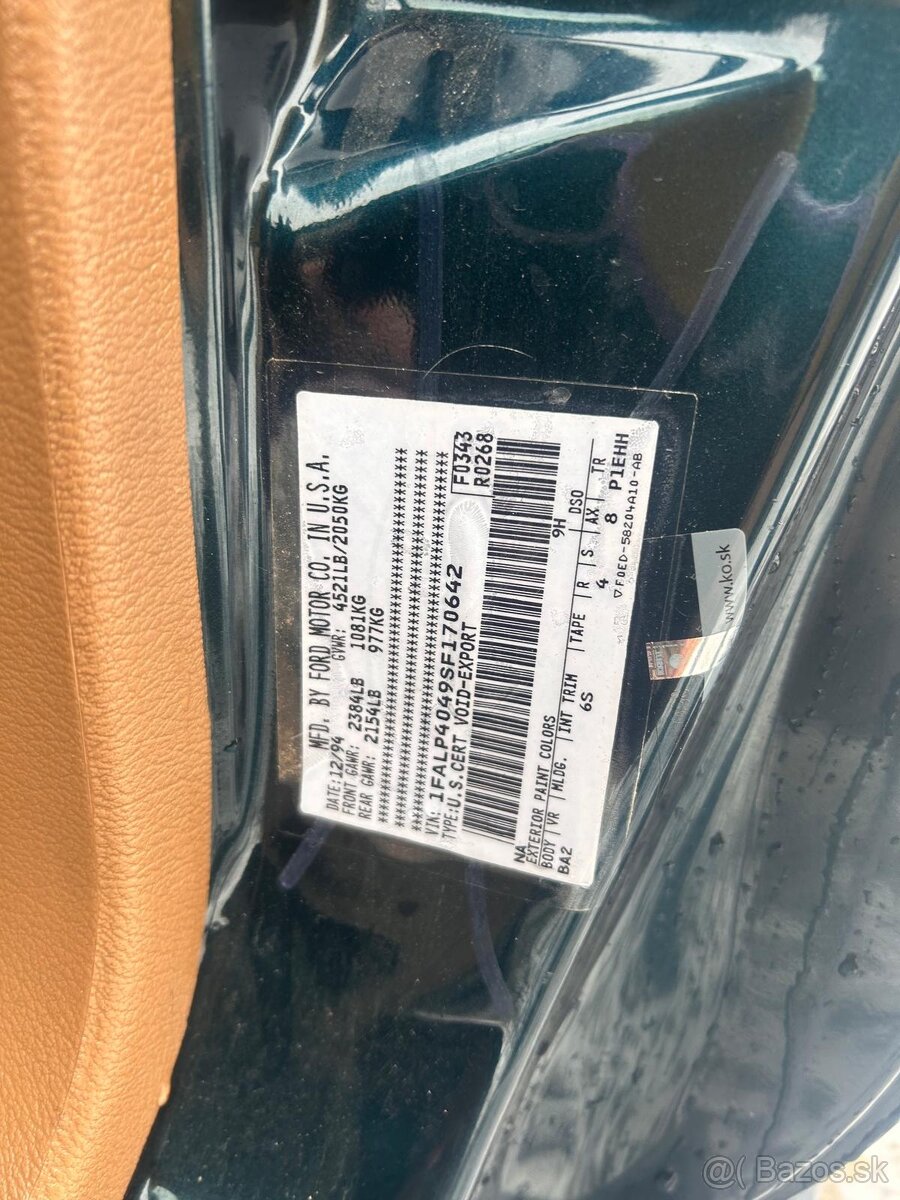 MFD. BY FORD MOTOR CO. IN U.S.A.
DATE:12/94 GVWR: 4521LB/2050KG
FRONT GAWR: 2384LB 1081KG
REAR GAWR: 2154LB 977KG
VIN: 1FALP4049SF170642 F0343
TYPE:U.S.CERT VOID-EXPORT R0268
NA 9H
EXTERIOR PAINT COLORS DSO
BODY VR MLDG. INT TRIM TAPE R S AX TR
BA2 6S 4 8 P1EHH
▽F0ED-58204A10-AB
www.ko.sk
@( Bazos.sk